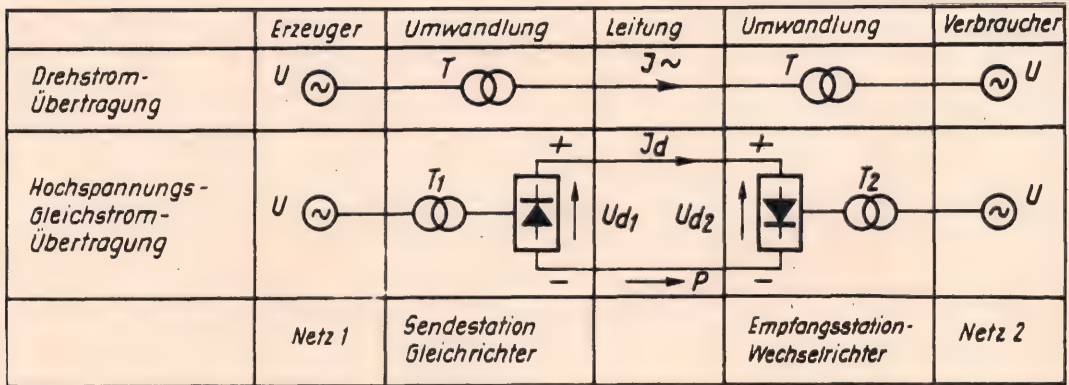 Erzeuger Umwandlung Leitung Umwandlung Verbraucher
Drehstrom-
Übertragung
U ~ T J~ T ~ U
Hochspannungs-
Gleichstrom-
Übertragung
U ~ T1 + Jd + T2 ~ U
Ud1 Ud2
− P −
Netz 1
Sendestation
Gleichrichter
Empfangsstation-
Wechselrichter
Netz 2